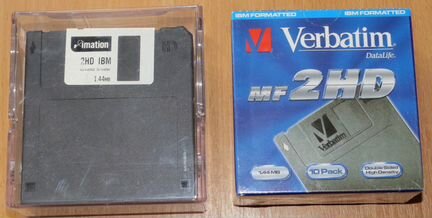 imation
2HD IBM
1.44MB
IBM FORMATTED
IBM FORMATTED
Verbatim
DataLife
MF 2HD
Verbatim
1.44 MB
10 Pack
Double Sided
High Density